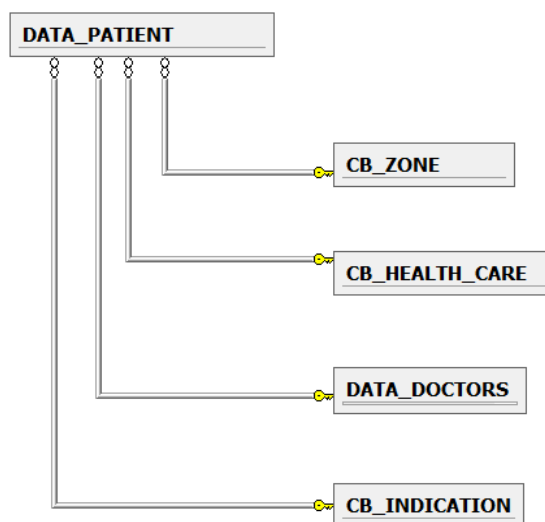 DATA_PATIENT
CB_ZONE
CB_HEALTH_CARE
DATA_DOCTORS
CB_INDICATION